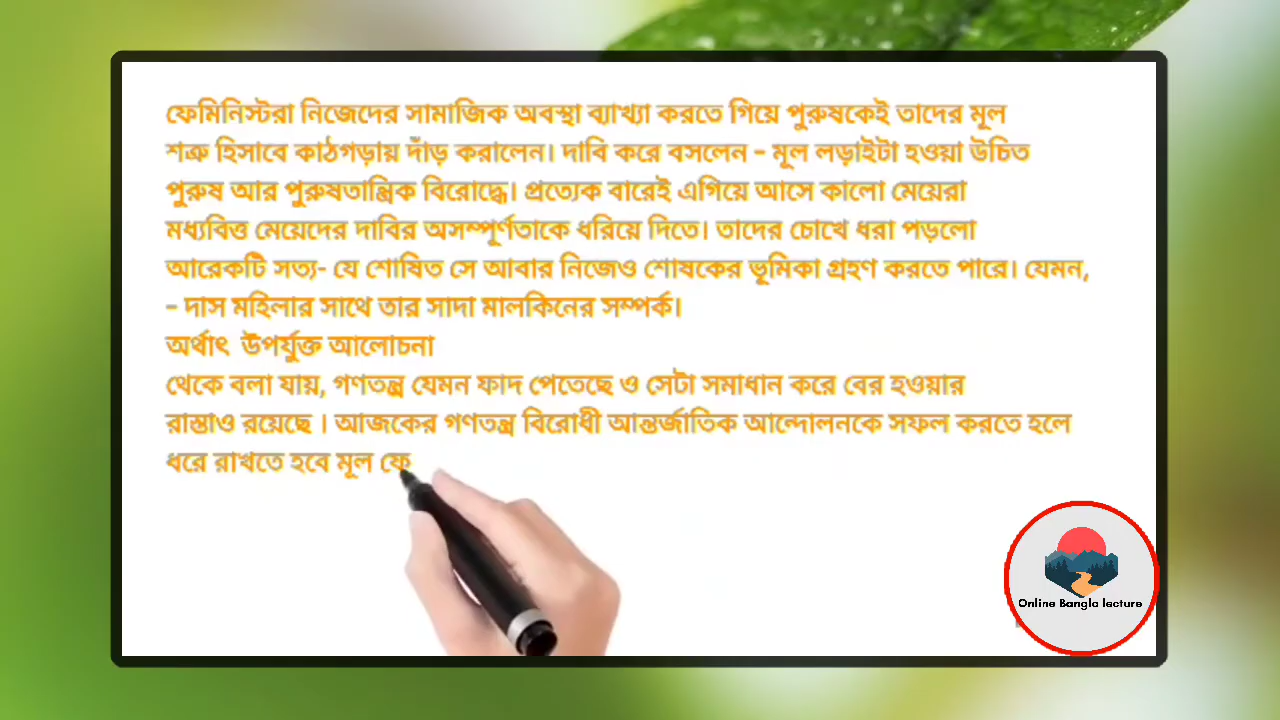 ফেমিনিস্টরা নিজেদের সামাজিক অবস্থা ব্যাখ্যা করতে গিয়ে পুরুষকেই তাদের মূল
শত্রু হিসাবে কাঠগড়ায় দাঁড় করালেন। দাবি করে বসলেন – মূল লড়াইটা হওয়া উচিত
পুরুষ আর পুরুষতান্ত্রিক বিরোদ্ধে। প্রত্যেক বারেই এগিয়ে আসে কালো মেয়েরা
মধ্যবিত্ত মেয়েদের দাবির অসম্পূর্ণতাকে ধরিয়ে দিতে। তাদের চোখে ধরা পড়লো
আরেকটি সত্য- যে শোষিত সে আবার নিজেও শোষকের ভূমিকা গ্রহণ করতে পারে। যেমন,
– দাস মহিলার সাথে তার সাদা মালকিনের সম্পর্ক।
অর্থাৎ উপর্যুক্ত আলোচনা
থেকে বলা যায়, গণতন্ত্র যেমন ফাদ পেতেছে ও সেটা সমাধান করে বের হওয়ার
রাস্তাও রয়েছে । আজকের গণতন্ত্র বিরোধী আন্তর্জাতিক আন্দোলনকে সফল করতে হলে
ধরে রাখতে হবে মূল ফে
Online Bangla lecture